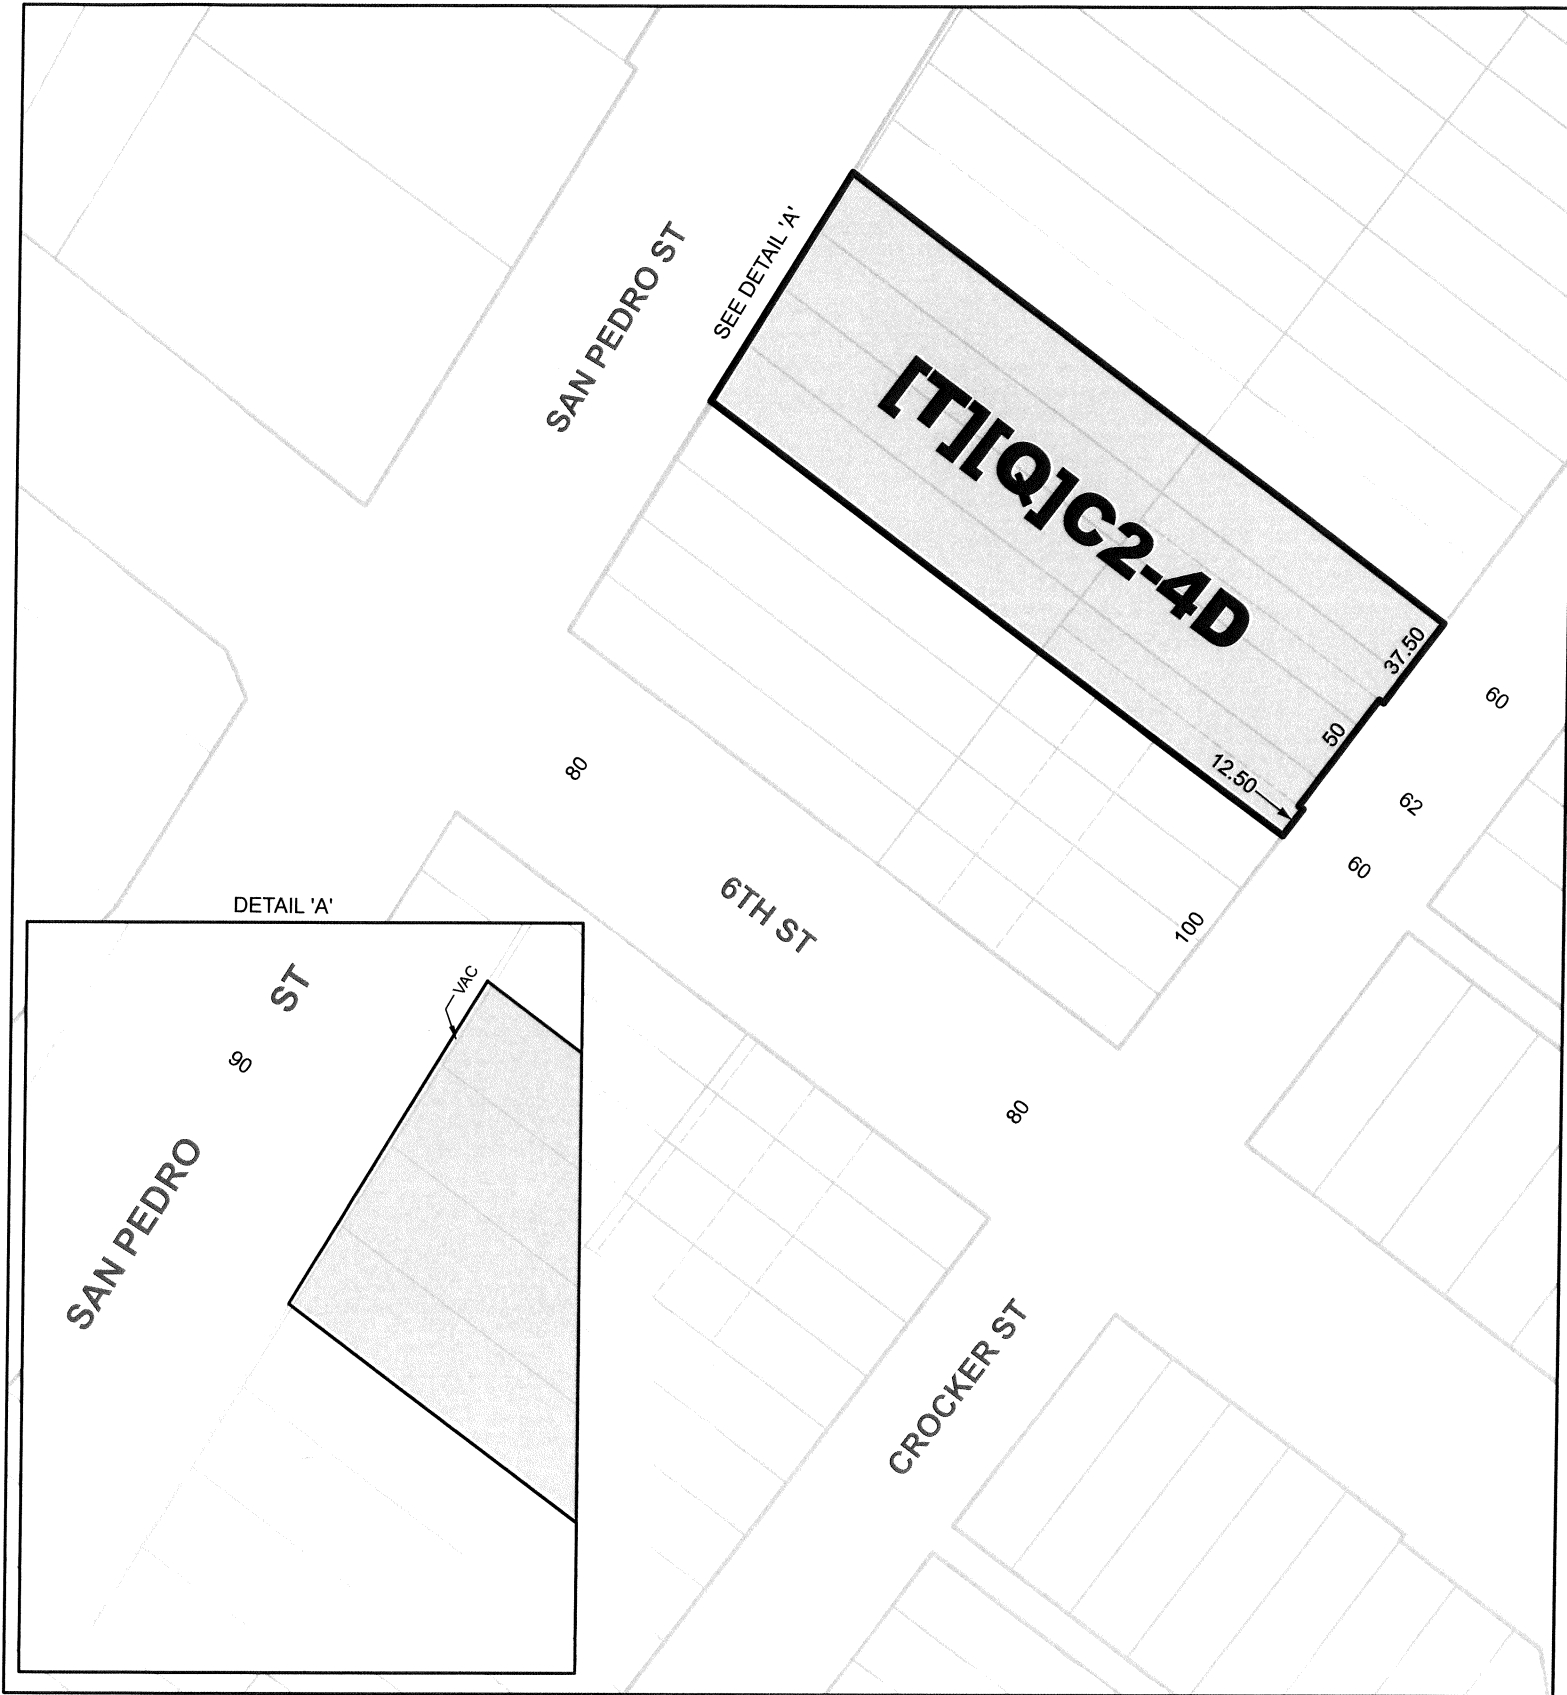 SAN PEDRO ST
SEE DETAIL 'A'
[T][Q]C2-4D
37.50
60
50
12.50
62
60
80
6TH ST
100
80
CROCKER ST
DETAIL 'A'
VAC
ST
90
SAN PEDRO